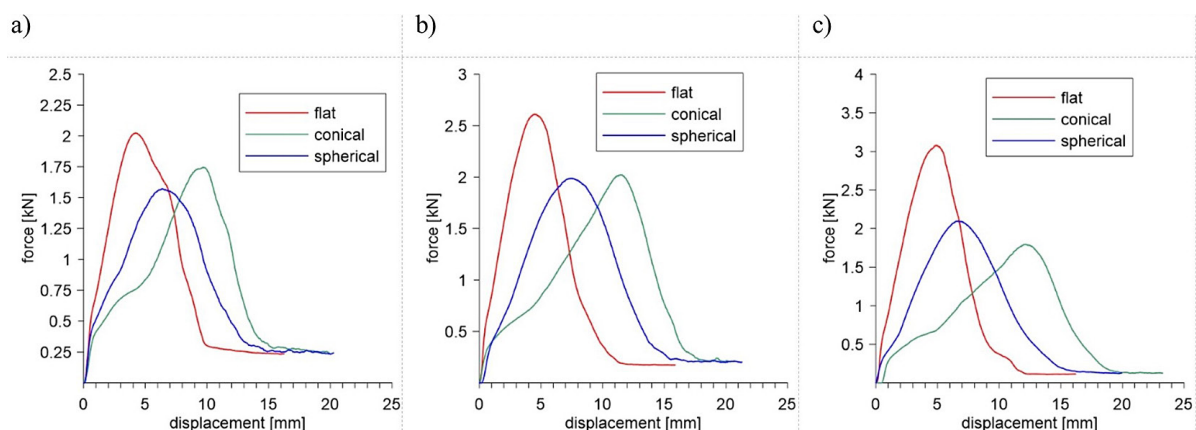 a)
2.5
2.25
2
1.75
1.5
1.25
1
0.75
0.5
0.25
force [kN]
flat
conical
spherical
0 5 10 15 20 25
displacement [mm]
b)
3
2.5
2
1.5
1
0.5
force [kN]
flat
conical
spherical
0 5 10 15 20 25
displacement [mm]
c)
4
3.5
3
2.5
2
1.5
1
0.5
force [kN]
flat
conical
spherical
0 5 10 15 20 25
displacement [mm]